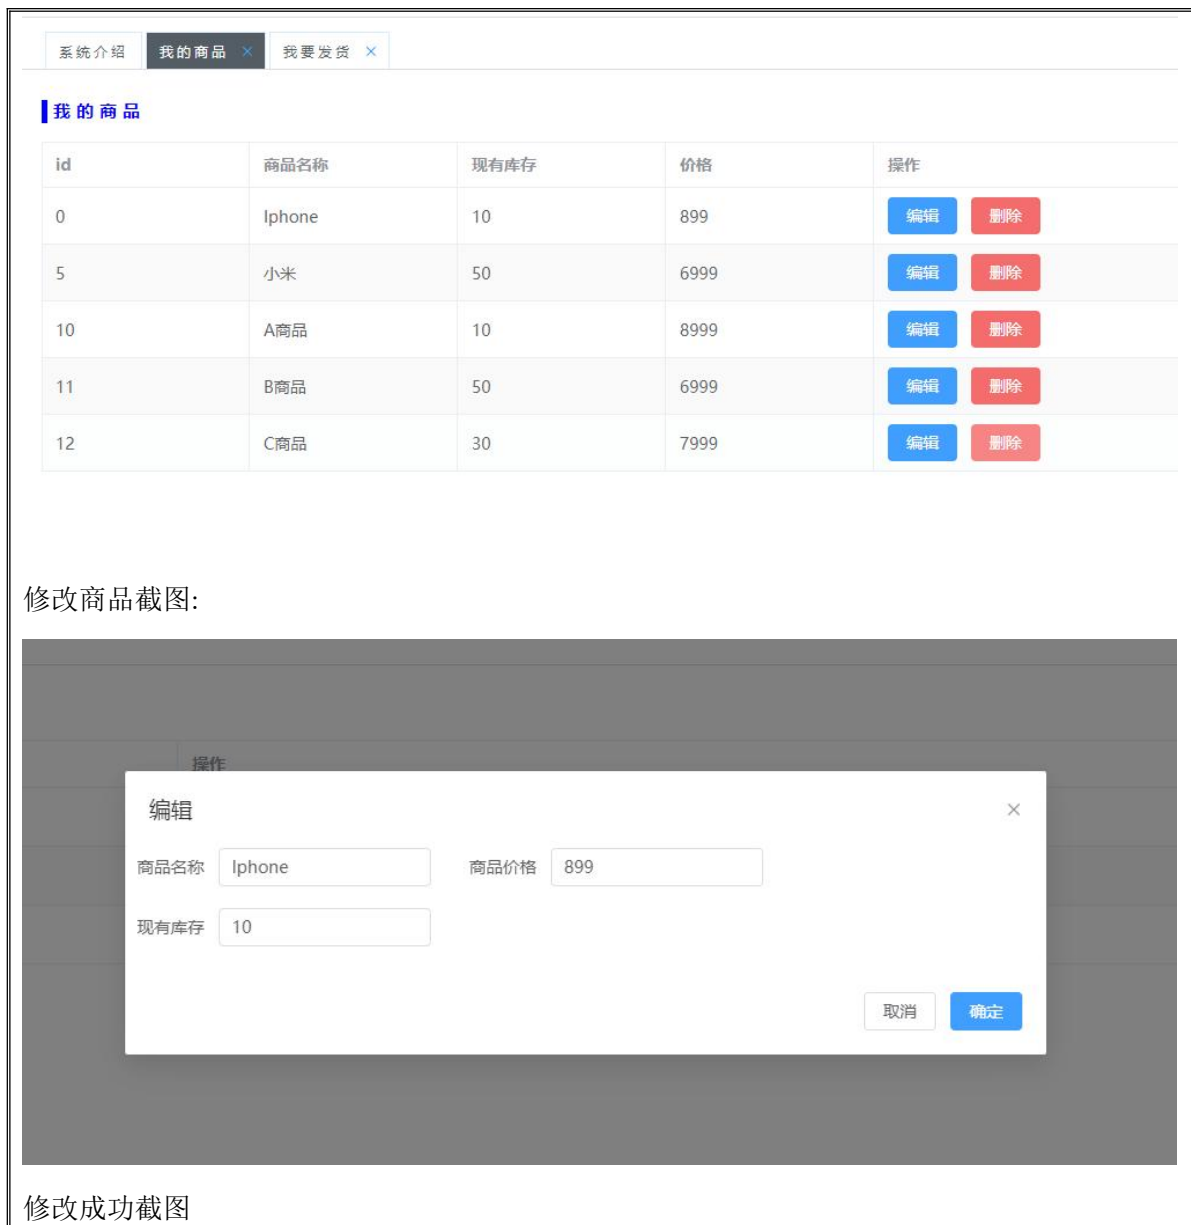 系统介绍 我的商品 × 我要发货 ×
我的商品
id 商品名称 现有库存 价格 操作
0 Iphone 10 899 编辑 删除
5 小米 50 6999 编辑 删除
10 A商品 10 8999 编辑 删除
11 B商品 50 6999 编辑 删除
12 C商品 30 7999 编辑 删除
修改商品截图:
操作
编辑 ×
商品名称 Iphone 商品价格 899
现有库存 10
取消 确定
修改成功截图